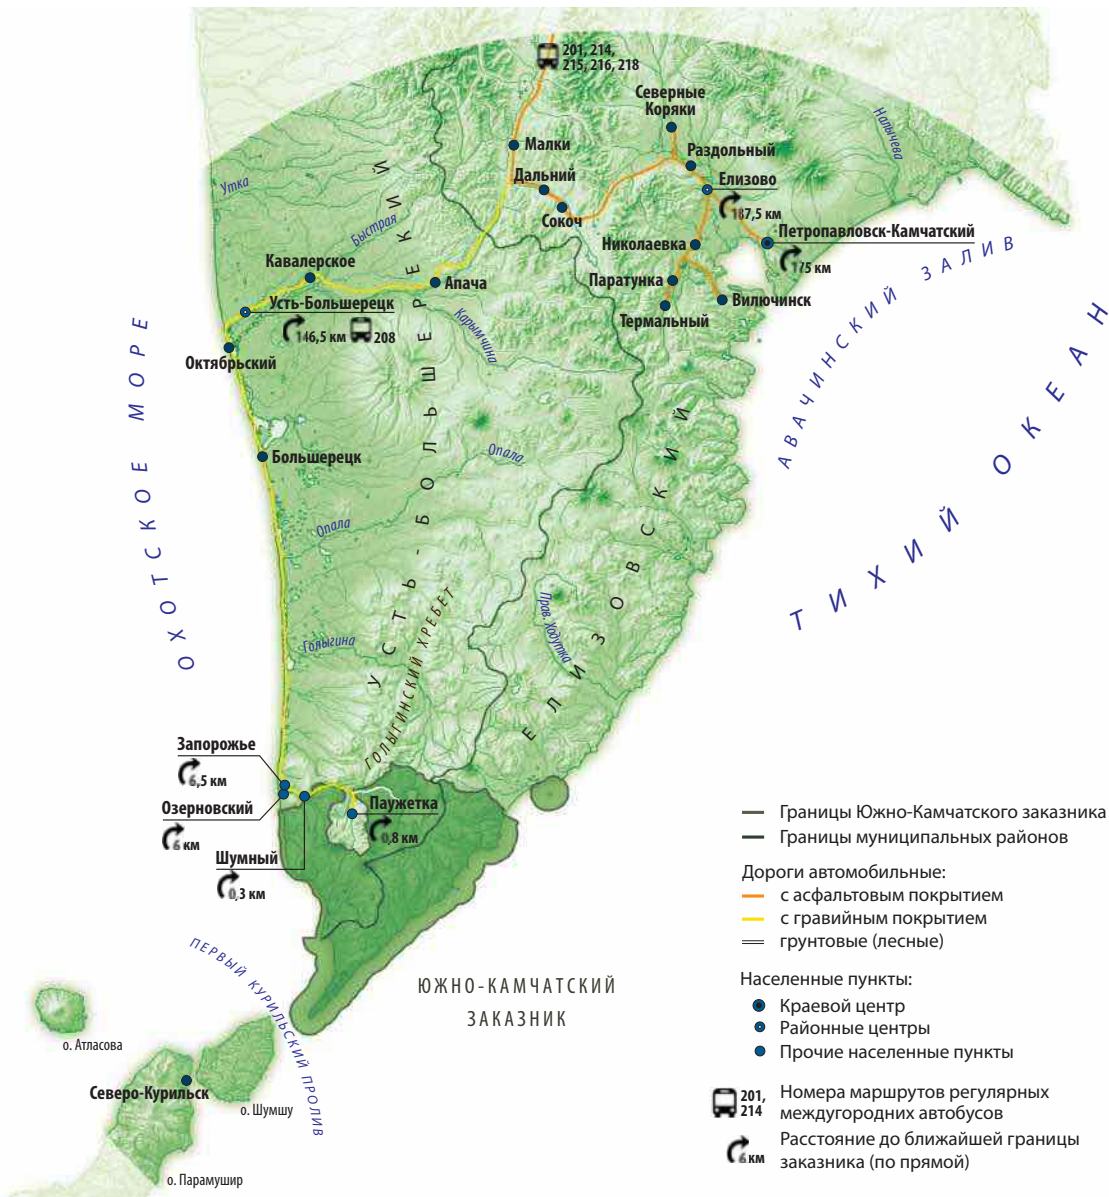 201, 214,
215, 216, 218
Северные
Коряки
Налычева
Малки
Раздольный
Дальний
Елизово
Утка
187,5 км
Сокоч
Быстрая
Петропавловск-Камчатский
Николаевка
175 км
Кавалерское
Апача
Паратунка
Вилючинск
Усть-Большерецк
Термальный
146,5 км
208
Карымчина
Октябрьский
АВАЧИНСКИЙ ЗАЛИВ
ТИХИЙ ОКЕАН
ОХОТСКОЕ МОРЕ
УСТЬ-БОЛЬШЕРЕЦКИЙ
ЕЛИЗОВСКИЙ
Большерецк
Опала
Опала
Прав. Ходутка
Голыгина
ГОЛЫГИНСКИЙ ХРЕБЕТ
Запорожье
6,5 км
Озерновский
6 км
Паужетка
0,8 км
Шумный
0,3 км
ПЕРВЫЙ КУРИЛЬСКИЙ ПРОЛИВ
ЮЖНО-КАМЧАТСКИЙ
ЗАКАЗНИК
о. Атласова
Северо-Курильск
о. Шумшу
о. Парамушир
Границы Южно-Камчатского заказника
Границы муниципальных районов
Дороги автомобильные:
с асфальтовым покрытием
с гравийным покрытием
грунтовые (лесные)
Населенные пункты:
Краевой центр
Районные центры
Прочие населенные пункты
201,
214
Номера маршрутов регулярных
междугородних автобусов
6 км
Расстояние до ближайшей границы
заказника (по прямой)